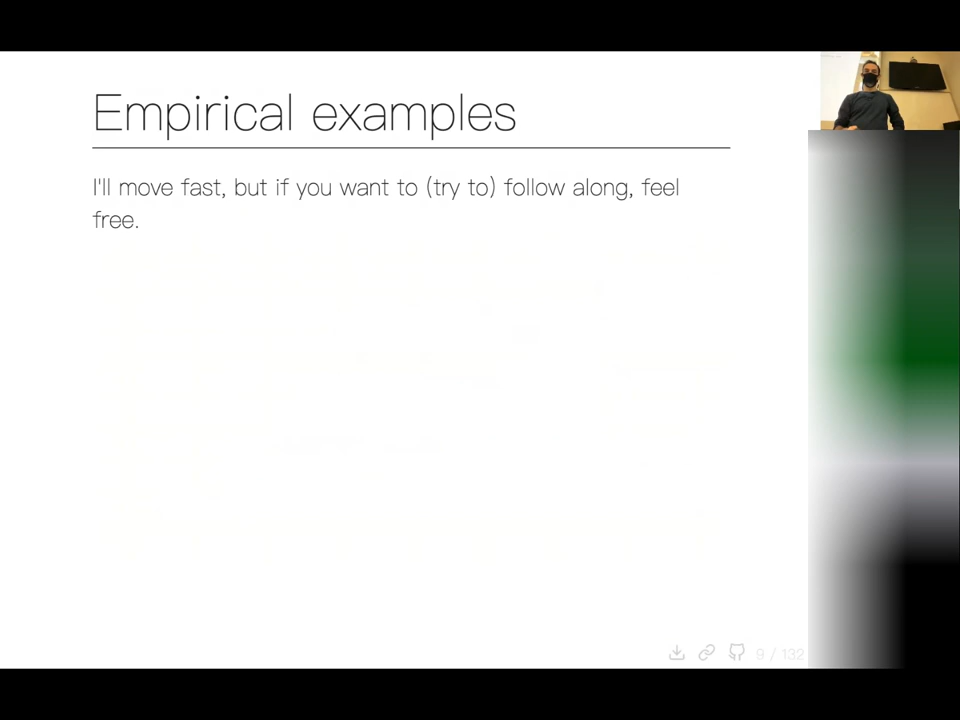 Empirical examples
I'll move fast, but if you want to (try to) follow along, feel
free.
9 / 132